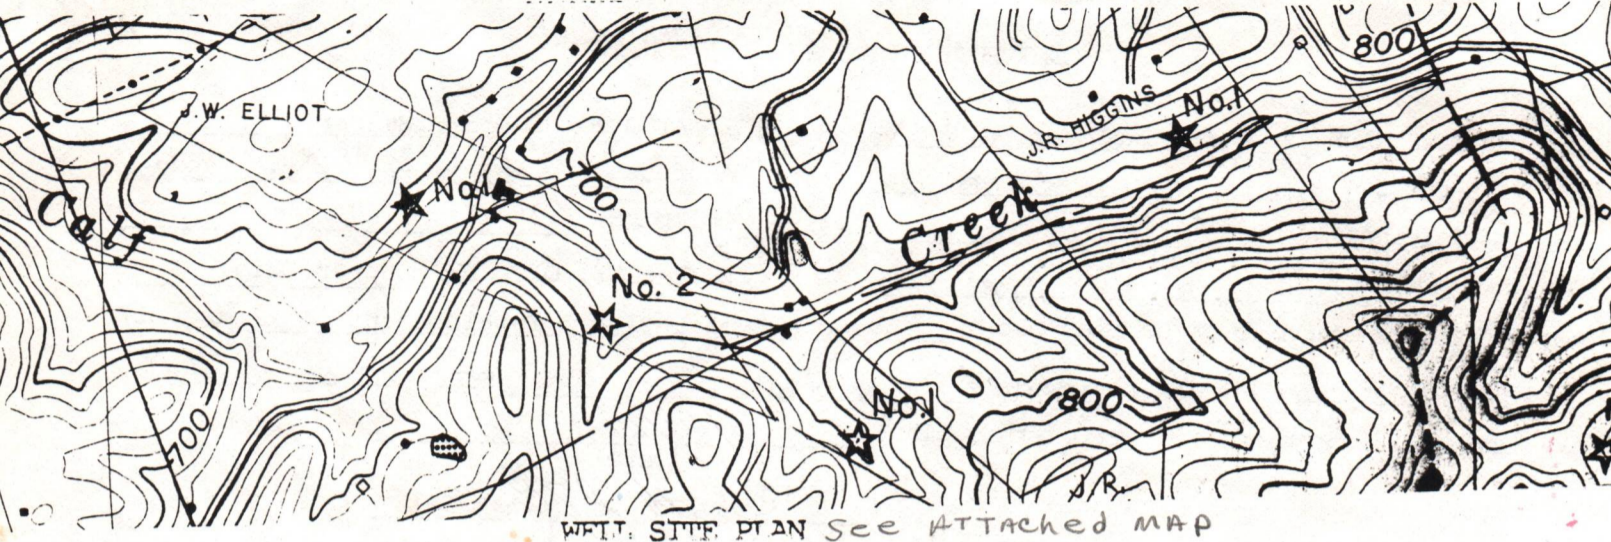 800
J.W. ELLIOT
J.R. HIGGINS
No.1
700
No.
Calf
Creek
No. 2
No.1
800
700
J.R.
WELL SITE PLAN See ATTAChed MAP